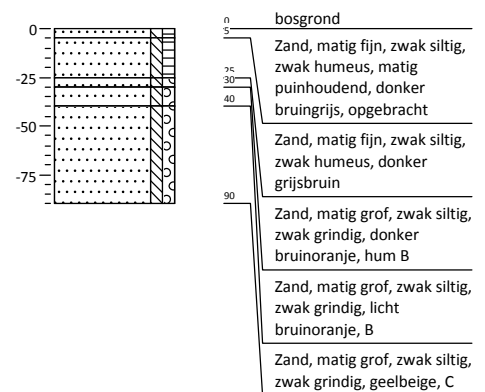 0
-25
-50
-75
0
5
25
30
40
90
bosgrond
Zand, matig fijn, zwak siltig,
zwak humeus, matig
puinhoudend, donker
bruingrijs, opgebracht
Zand, matig fijn, zwak siltig,
zwak humeus, donker
grijsbruin
Zand, matig grof, zwak siltig,
zwak grindig, donker
bruinoranje, hum B
Zand, matig grof, zwak siltig,
zwak grindig, licht
bruinoranje, B
Zand, matig grof, zwak siltig,
zwak grindig, geelbeige, C